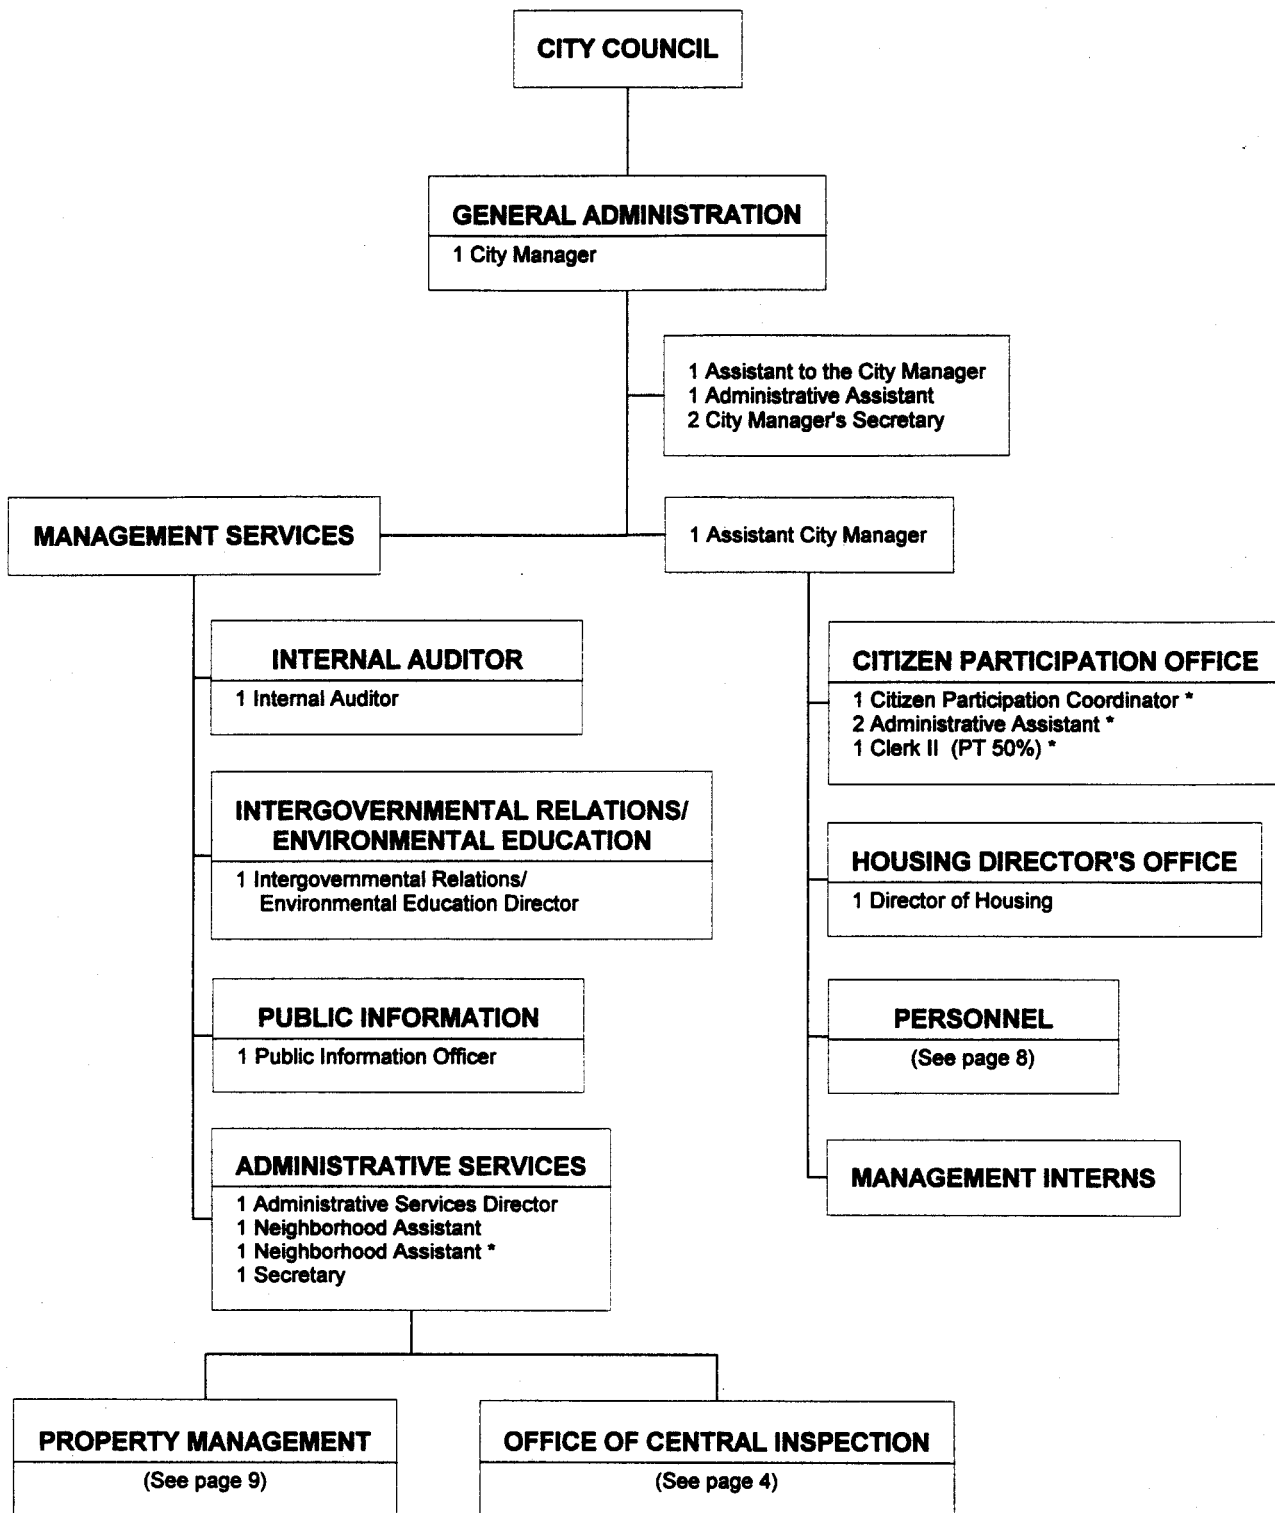 CITY COUNCIL
GENERAL ADMINISTRATION
1 City Manager
1 Assistant to the City Manager
1 Administrative Assistant
2 City Manager's Secretary
MANAGEMENT SERVICES
1 Assistant City Manager
INTERNAL AUDITOR
1 Internal Auditor
INTERGOVERNMENTAL RELATIONS/
ENVIRONMENTAL EDUCATION
1 Intergovernmental Relations/
Environmental Education Director
PUBLIC INFORMATION
1 Public Information Officer
ADMINISTRATIVE SERVICES
1 Administrative Services Director
1 Neighborhood Assistant
1 Neighborhood Assistant *
1 Secretary
CITIZEN PARTICIPATION OFFICE
1 Citizen Participation Coordinator *
2 Administrative Assistant *
1 Clerk II (PT 50%) *
HOUSING DIRECTOR'S OFFICE
1 Director of Housing
PERSONNEL
(See page 8)
MANAGEMENT INTERNS
PROPERTY MANAGEMENT
(See page 9)
OFFICE OF CENTRAL INSPECTION
(See page 4)